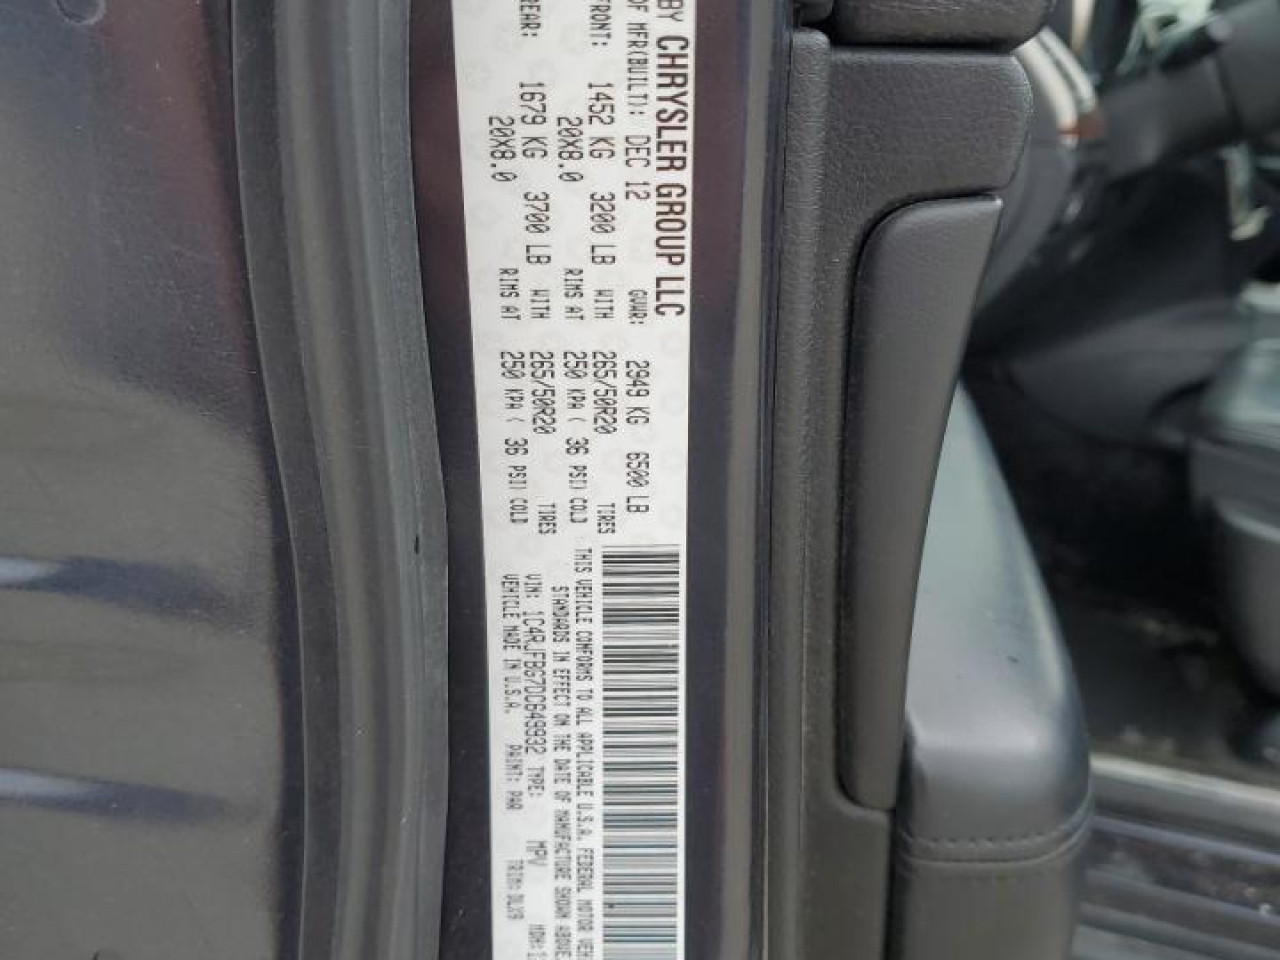 BY CHRYSLER GROUP LLC
OF MFR(BUILT): DEC 12 GVWR: 2949 KG 6500 LB
FRONT: 1452 KG 3200 LB WITH 265/50R20 TIRES
20X8.0 RIMS AT 250 KPA ( 36 PSI) COLD
REAR: 1679 KG 3700 LB WITH 265/50R20 TIRES
20X8.0 RIMS AT 250 KPA ( 36 PSI) COLD
THIS VEHICLE CONFORMS TO ALL APPLICABLE U.S.A. FEDERAL MOTOR VEHI
STANDARDS IN EFFECT ON THE DATE OF MANUFACTURE SHOWN ABOVE.
VIN: 1C4RJFBG7DC649932 TYPE: MPV MDH:
VEHICLE MADE IN U.S.A. PAINT: TRIM: DLX9